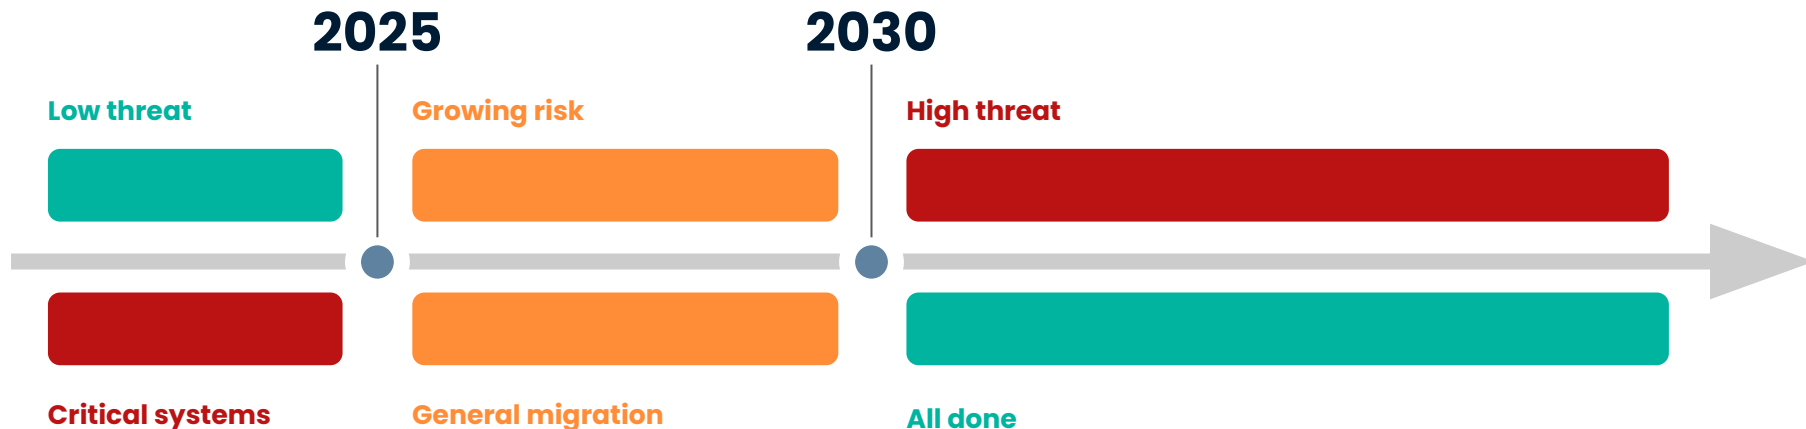 2025
2030
Low threat
Growing risk
High threat
Critical systems
General migration
All done